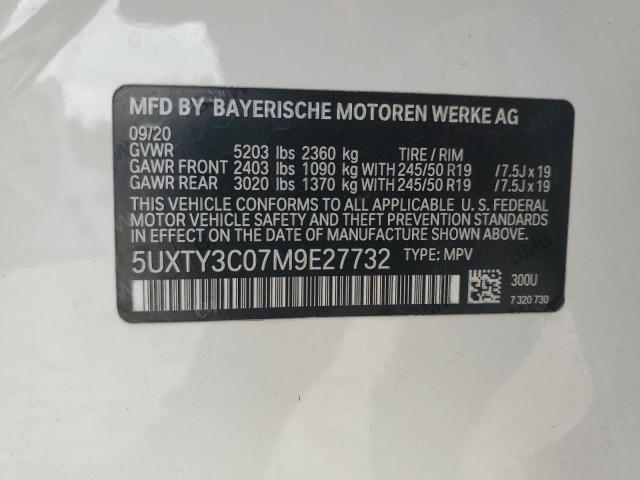 MFD BY BAYERISCHE MOTOREN WERKE AG
09/20
GVWR 5203 lbs 2360 kg TIRE / RIM
GAWR FRONT 2403 lbs 1090 kg WITH 245/50 R19 /7.5J x 19
GAWR REAR 3020 lbs 1370 kg WITH 245/50 R19 /7.5J x 19
THIS VEHICLE CONFORMS TO ALL APPLICABLE U. S. FEDERAL
MOTOR VEHICLE SAFETY AND THEFT PREVENTION STANDARDS
IN EFFECT ON THE DATE OF MANUFACTURE SHOWN ABOVE.
5UXTY3C07M9E27732 TYPE: MPV
300U
7 320 730